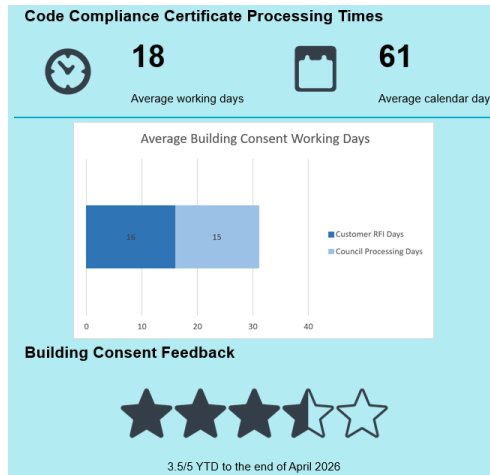 Code Compliance Certificate Processing Times
18
Average working days
61
Average calendar day
Average Building Consent Working Days
16
15
Customer RFI Days
Council Processing Days
0 10 20 30 40
Building Consent Feedback
3.5/5 YTD to the end of April 2026